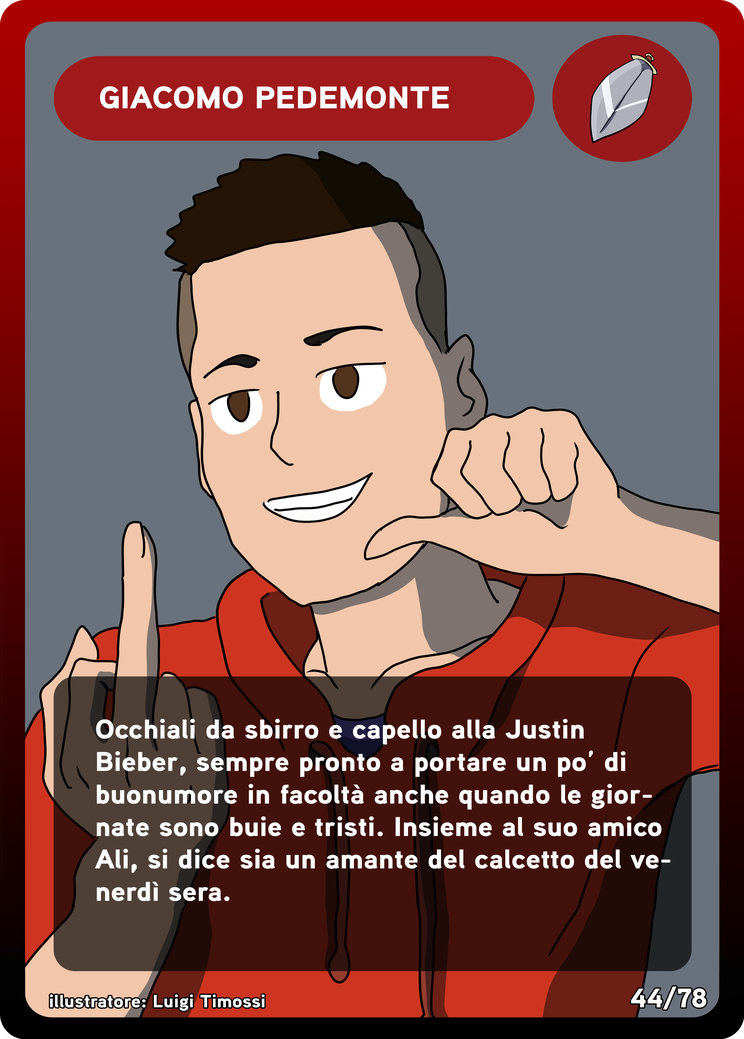 GIACOMO PEDEMONTE
Occhiali da sbirro e capello alla Justin
Bieber, sempre pronto a portare un po' di
buonumore in facoltà anche quando le gior-
nate sono buie e tristi. Insieme al suo amico
Ali, si dice sia un amante del calcetto del ve-
nerdì sera.
illustratore: Luigi Timossi
44/78